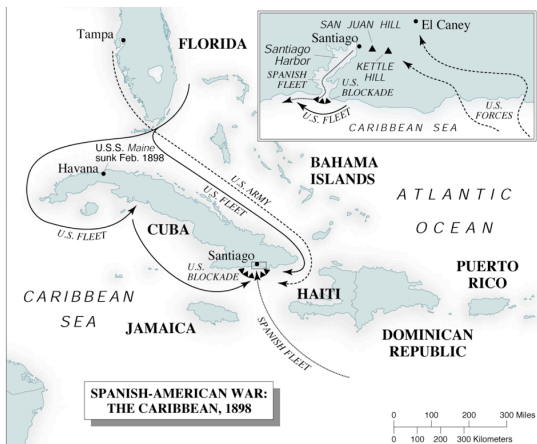 Tampa
FLORIDA
U.S.S. Maine
sunk Feb. 1898
Havana
U.S. FLEET
CUBA
U.S. ARMY
U.S. FLEET
BAHAMA
ISLANDS
ATLANTIC
OCEAN
Santiago
U.S.
BLOCKADE
CARIBBEAN
SEA
JAMAICA
HAITI
SPANISH FLEET
DOMINICAN
REPUBLIC
PUERTO
RICO
SAN JUAN HILL
El Caney
Santiago
Santiago
Harbor
KETTLE
HILL
SPANISH
FLEET
U.S.
BLOCKADE
U.S. FLEET
U.S.
FORCES
CARIBBEAN SEA
SPANISH-AMERICAN WAR:
THE CARIBBEAN, 1898
0 100 200 300 Miles
0 100 200 300 Kilometers